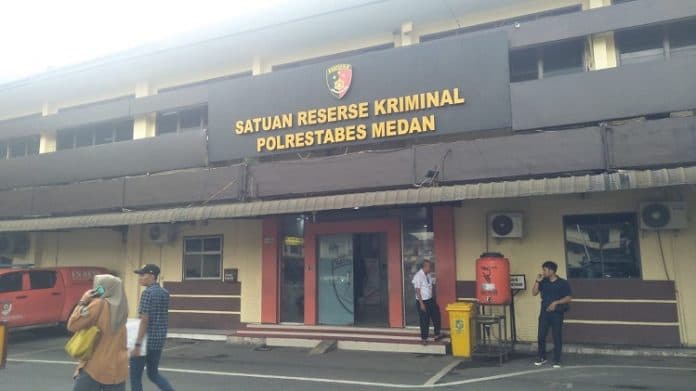 SATUAN RESERSE KRIMINAL
POLRESTABES MEDAN